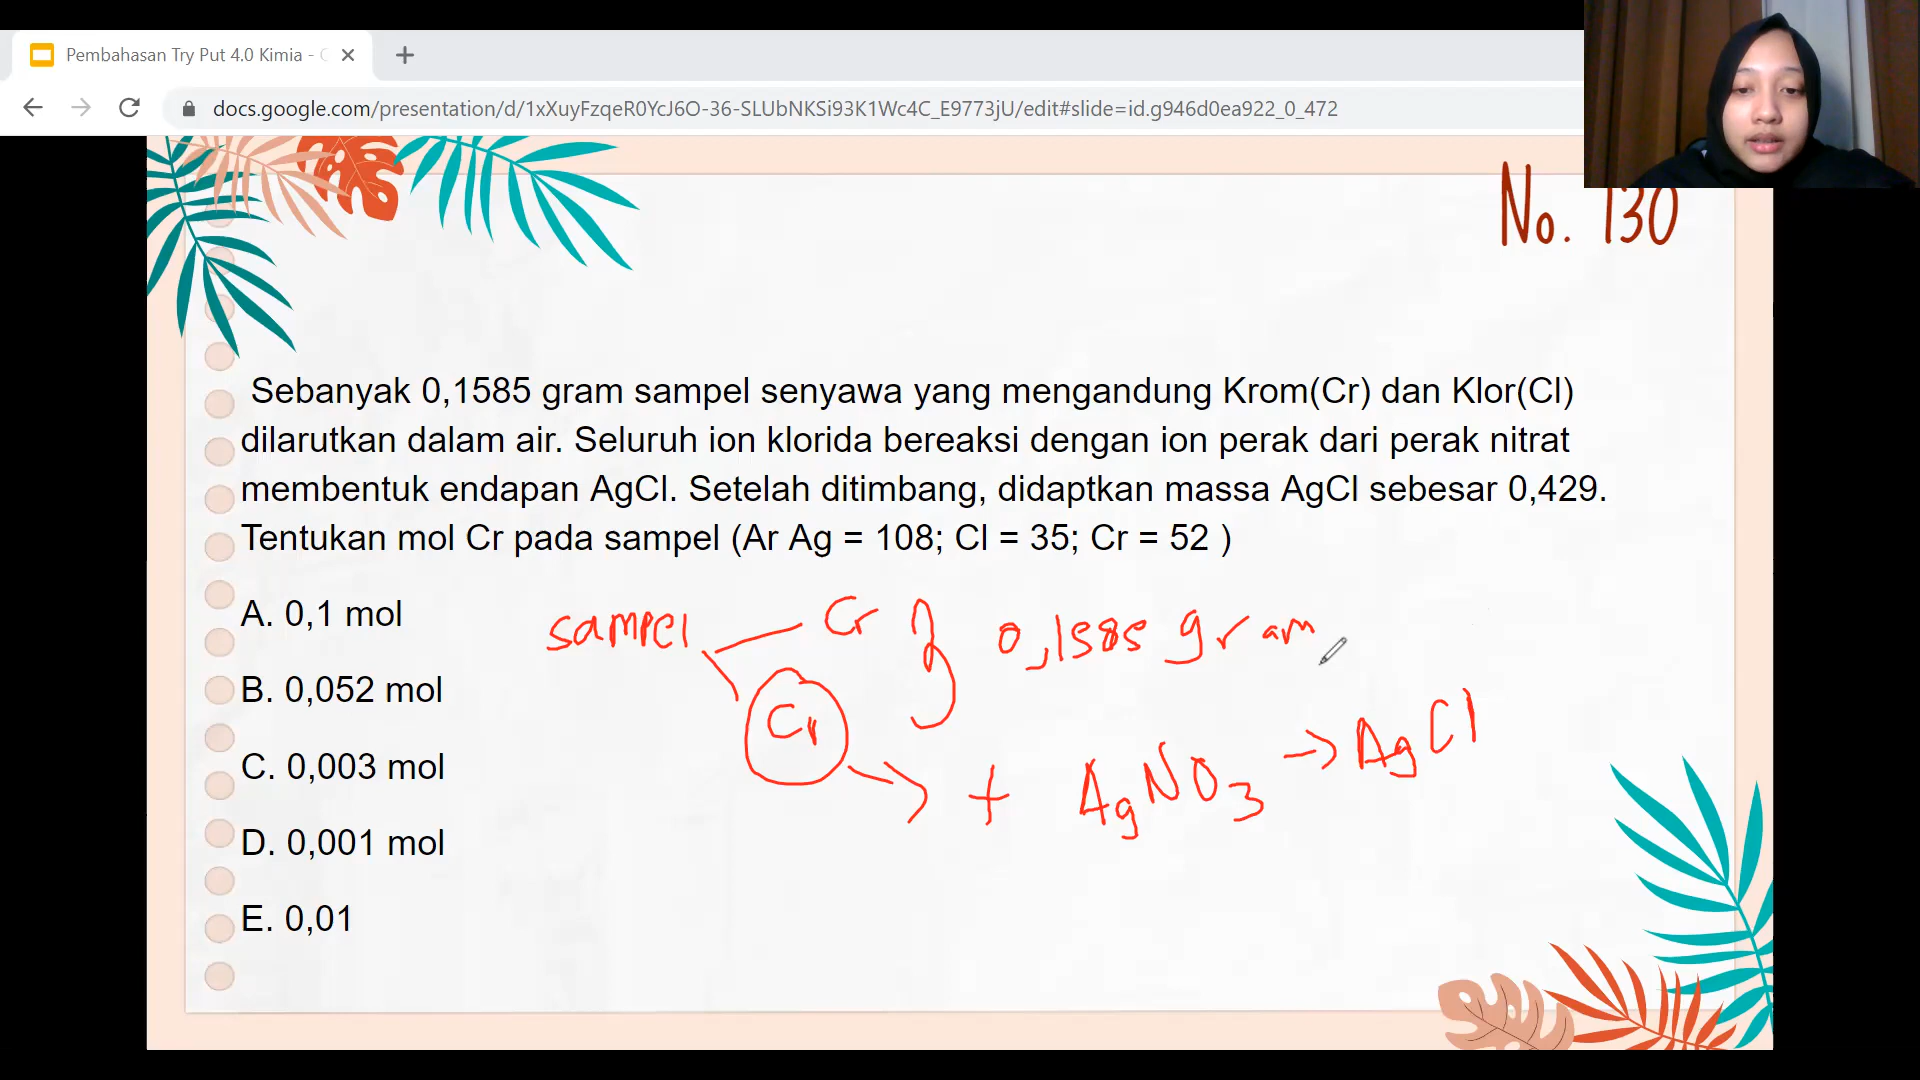 Pembahasan Try Put 4.0 Kimia -
docs.google.com/presentation/d/1xXuyFzqeR0YcJ6O-36-SLUbNKSi93K1Wc4C_E9773jU/edit#slide=id.g946d0ea922_0_472
No. 130
Sebanyak 0,1585 gram sampel senyawa yang mengandung Krom(Cr) dan Klor(Cl)
dilarutkan dalam air. Seluruh ion klorida bereaksi dengan ion perak dari perak nitrat
membentuk endapan AgCl. Setelah ditimbang, didaptkan massa AgCl sebesar 0,429.
Tentukan mol Cr pada sampel (Ar Ag = 108; Cl = 35; Cr = 52 )
A. 0,1 mol
B. 0,052 mol
C. 0,003 mol
D. 0,001 mol
E. 0,01
sampel Cr 0,1585 gram
Cl
+ AgNO3 → AgCl